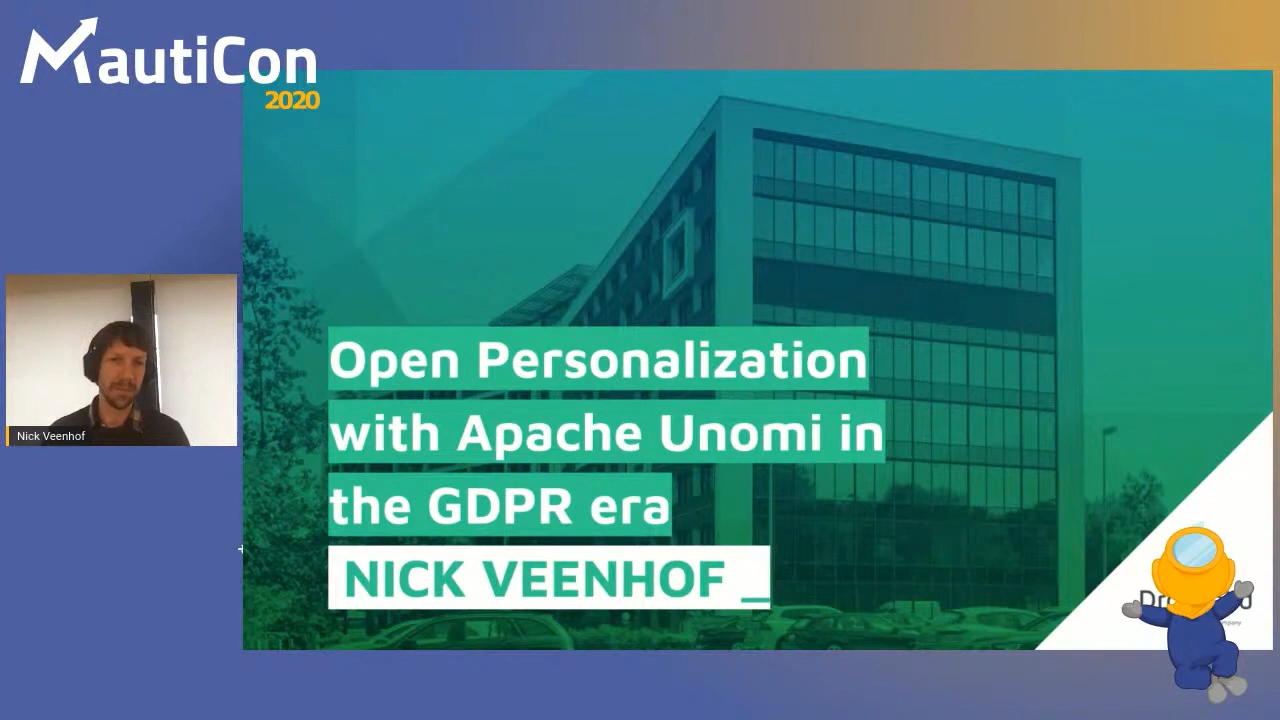 MautiCon
2020
Open Personalization
with Apache Unomi in
the GDPR era
NICK VEENHOF _
Nick Veenhof